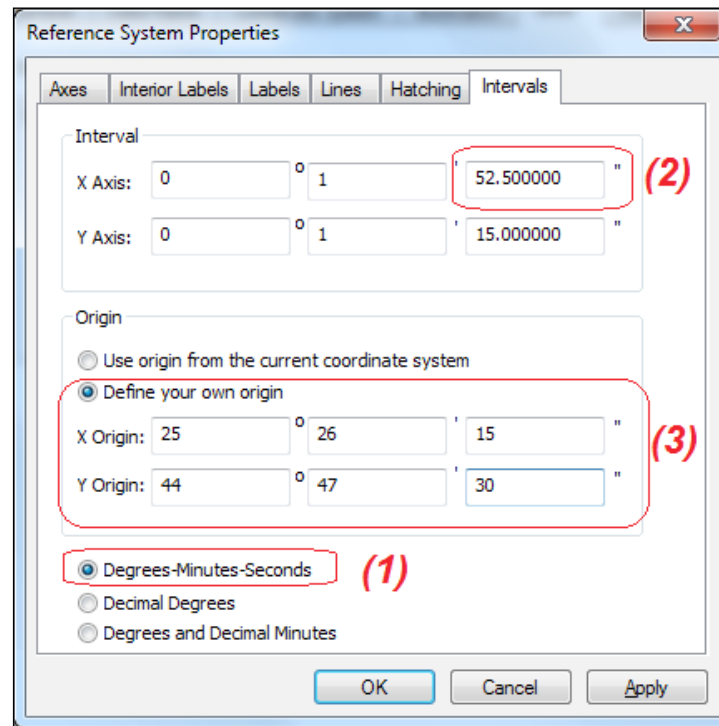 Reference System Properties
Axes Interior Labels Labels Lines Hatching Intervals
Interval
X Axis: 0 ° 1 ' 52.500000 " (2)
Y Axis: 0 ° 1 ' 15.000000 "
Origin
Use origin from the current coordinate system
Define your own origin
X Origin: 25 ° 26 ' 15 " (3)
Y Origin: 44 ° 47 ' 30 "
Degrees-Minutes-Seconds (1)
Decimal Degrees
Degrees and Decimal Minutes
OK Cancel Apply